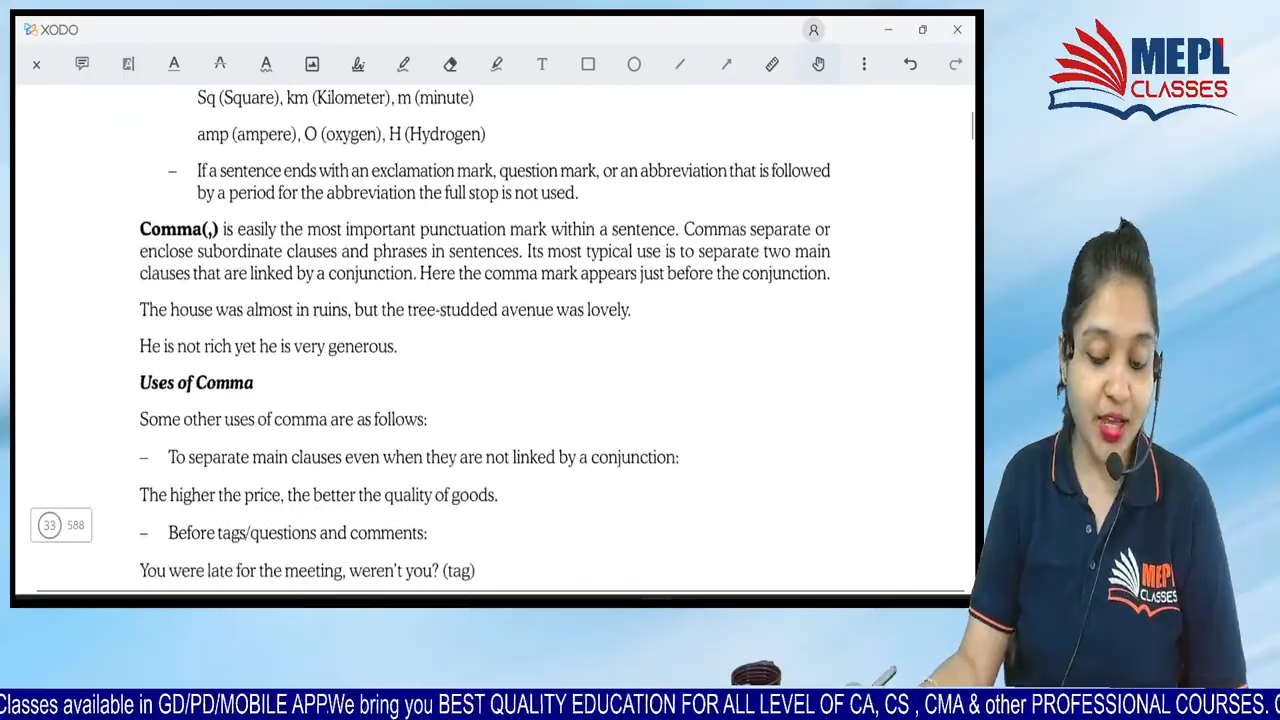 XODO
MEPL
CLASSES
Sq (Square), km (Kilometer), m (minute)
amp (ampere), O (oxygen), H (Hydrogen)
– If a sentence ends with an exclamation mark, question mark, or an abbreviation that is followed
by a period for the abbreviation the full stop is not used.
Comma(,) is easily the most important punctuation mark within a sentence. Commas separate or
enclose subordinate clauses and phrases in sentences. Its most typical use is to separate two main
clauses that are linked by a conjunction. Here the comma mark appears just before the conjunction.
The house was almost in ruins, but the tree-studded avenue was lovely.
He is not rich yet he is very generous.
Uses of Comma
Some other uses of comma are as follows:
– To separate main clauses even when they are not linked by a conjunction:
The higher the price, the better the quality of goods.
33 588
– Before tags/questions and comments:
You were late for the meeting, weren't you? (tag)
MEPL
CLASSES
Classes available in GD/PD/MOBILE APP.We bring you BEST QUALITY EDUCATION FOR ALL LEVEL OF CA, CS , CMA & other PROFESSIONAL COURSES.